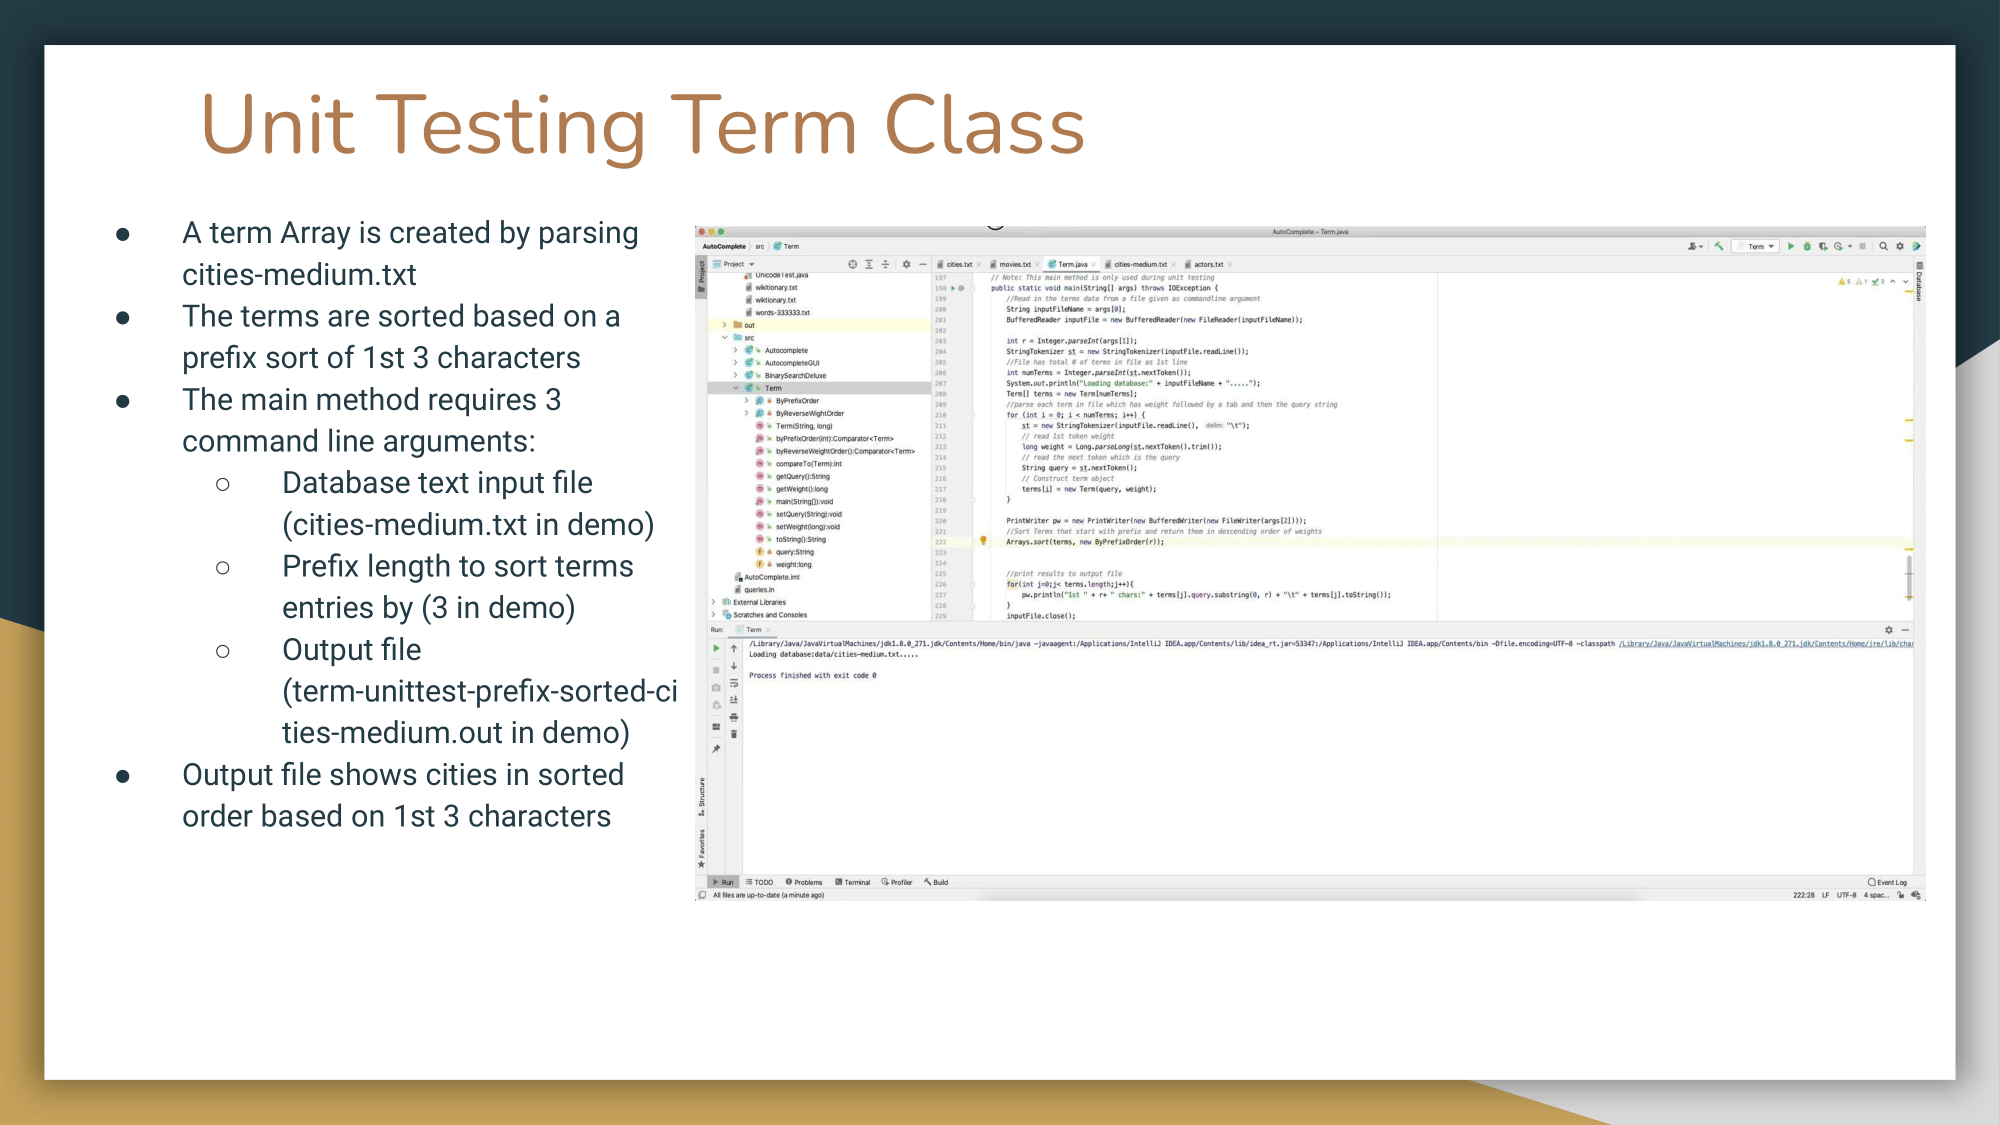 Unit Testing Term Class
● A term Array is created by parsing
cities-medium.txt
● The terms are sorted based on a
prefix sort of 1st 3 characters
● The main method requires 3
command line arguments:
○ Database text input file
(cities-medium.txt in demo)
○ Prefix length to sort terms
entries by (3 in demo)
○ Output file
(term-unittest-prefix-sorted-ci
ties-medium.out in demo)
● Output file shows cities in sorted
order based on 1st 3 characters
AutoComplete – Term.java
AutoComplete src Term
Term
Project
cities.txt movies.txt Term.java cities-medium.txt actors.txt
Project
Database
UnicodeTest.java
wikitionary.txt
wiktionary.txt
words-333333.txt
out
src
Autocomplete
AutocompleteGUI
BinarySearchDeluxe
Term
ByPrefixOrder
ByReverseWightOrder
Term(String, long)
byPrefixOrder(int):Comparator<Term>
byReverseWeightOrder():Comparator<Term>
compareTo(Term):int
getQuery():String
getWeight():long
main(String[]):void
setQuery(String):void
setWeight(long):void
toString():String
query:String
weight:long
AutoComplete.iml
queries.in
External Libraries
Scratches and Consoles
197 // Note: This main method is only used during unit testing
198 public static void main(String[] args) throws IOException {
199 //Read in the terms data from a file given as commandline argument
200 String inputFileName = args[0];
201 BufferedReader inputFile = new BufferedReader(new FileReader(inputFileName));
202
203 int r = Integer.parseInt(args[1]);
204 StringTokenizer st = new StringTokenizer(inputFile.readLine());
205 //File has total # of terms in file as 1st line
206 int numTerms = Integer.parseInt(st.nextToken());
207 System.out.println("Loading database:" + inputFileName + ".....");
208 Term[] terms = new Term[numTerms];
209 //parse each term in file which has weight followed by a tab and then the query string
210 for (int i = 0; i < numTerms; i++) {
211 st = new StringTokenizer(inputFile.readLine(), delim: "\t");
212 // read 1st token weight
213 long weight = Long.parseLong(st.nextToken().trim());
214 // read the next token which is the query
215 String query = st.nextToken();
216 // Construct term object
217 terms[i] = new Term(query, weight);
218 }
219
220 PrintWriter pw = new PrintWriter(new BufferedWriter(new FileWriter(args[2])));
221 //Sort Terms that start with prefix and return them in descending order of weights
222 Arrays.sort(terms, new ByPrefixOrder(r));
223
224
225 //print results to output file
226 for(int j=0;j< terms.length;j++){
227 pw.println("1st " + r+ " chars:" + terms[j].query.substring(0, r) + "\t" + terms[j].toString());
228 }
229 inputFile.close();
Run: Term
/Library/Java/JavaVirtualMachines/jdk1.8.0_271.jdk/Contents/Home/bin/java -javaagent:/Applications/IntelliJ IDEA.app/Contents/lib/idea_rt.jar=53347:/Applications/IntelliJ IDEA.app/Contents/bin -Dfile.encoding=UTF-8 -classpath /Library/Java/JavaVirtualMachines/jdk1.8.0_271.jdk/Contents/Home/jre/lib/char
Loading database:data/cities-medium.txt.....
Process finished with exit code 0
Structure
Favorites
Run TODO Problems Terminal Profiler Build Event Log
All files are up-to-date (a minute ago) 222:28 LF UTF-8 4 spac...